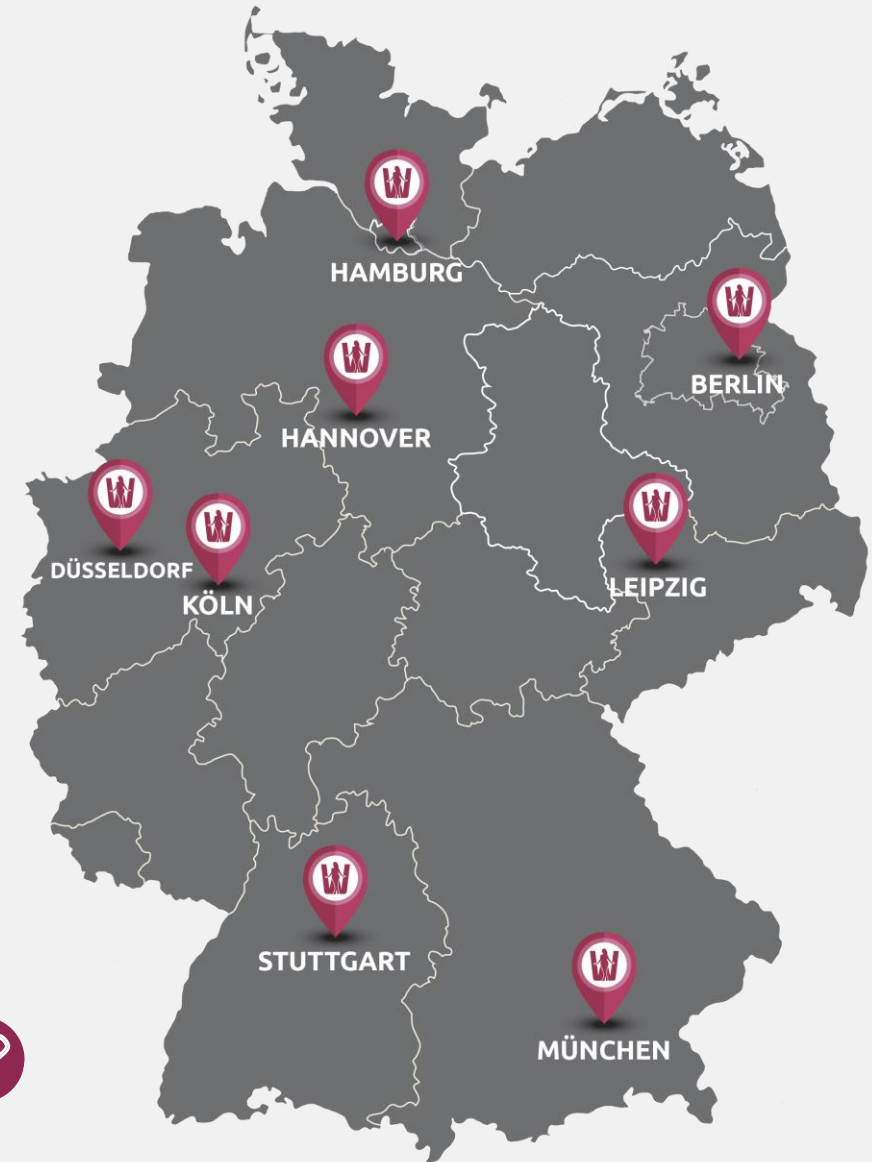 HAMBURG
BERLIN
HANNOVER
DÜSSELDORF
KÖLN
LEIPZIG
STUTTGART
MÜNCHEN